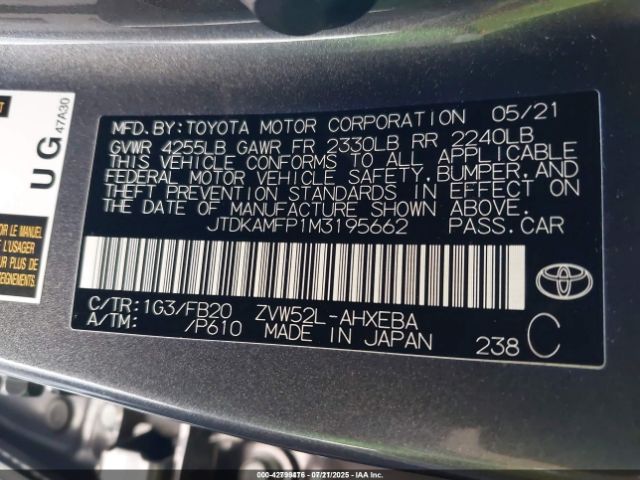 MFD.BY:TOYOTA MOTOR CORPORATION 05/21
GVWR 4255LB GAWR FR 2330LB RR 2240LB
THIS VEHICLE CONFORMS TO ALL APPLICABLE
FEDERAL MOTOR VEHICLE SAFETY,BUMPER,AND
THEFT PREVENTION STANDARDS IN EFFECT ON
THE DATE OF MANUFACTURE SHOWN ABOVE.
JTDKAMFP1M3195662 PASS.CAR
C/TR:1G3/FB20 ZVW52L-AHXEBA
A/TM: /P610 MADE IN JAPAN 238 C
UG
47A30
LE MANUEL
L'USAGER
DE PLUS
000-42799476 - 07/21/2025 - IAAI.COM